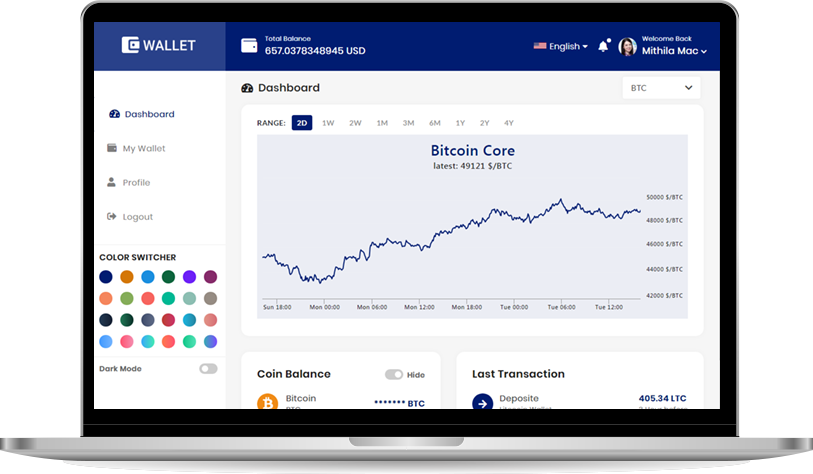 WALLET
Total Balance
657.0378348945 USD
English
Welcome Back
Mithila Mac
Dashboard
My Wallet
Profile
Logout
COLOR SWITCHER
Dark Mode
Dashboard
BTC
RANGE: 2D 1W 2W 1M 3M 6M 1Y 2Y 4Y
Bitcoin Core
latest: 49121 $/BTC
50000 $/BTC
48000 $/BTC
46000 $/BTC
44000 $/BTC
42000 $/BTC
Sun 18:00 Mon 00:00 Mon 06:00 Mon 12:00 Mon 18:00 Tue 00:00 Tue 06:00 Tue 12:00
Coin Balance
Hide
Bitcoin
******* BTC
Last Transaction
Deposite
405.34 LTC